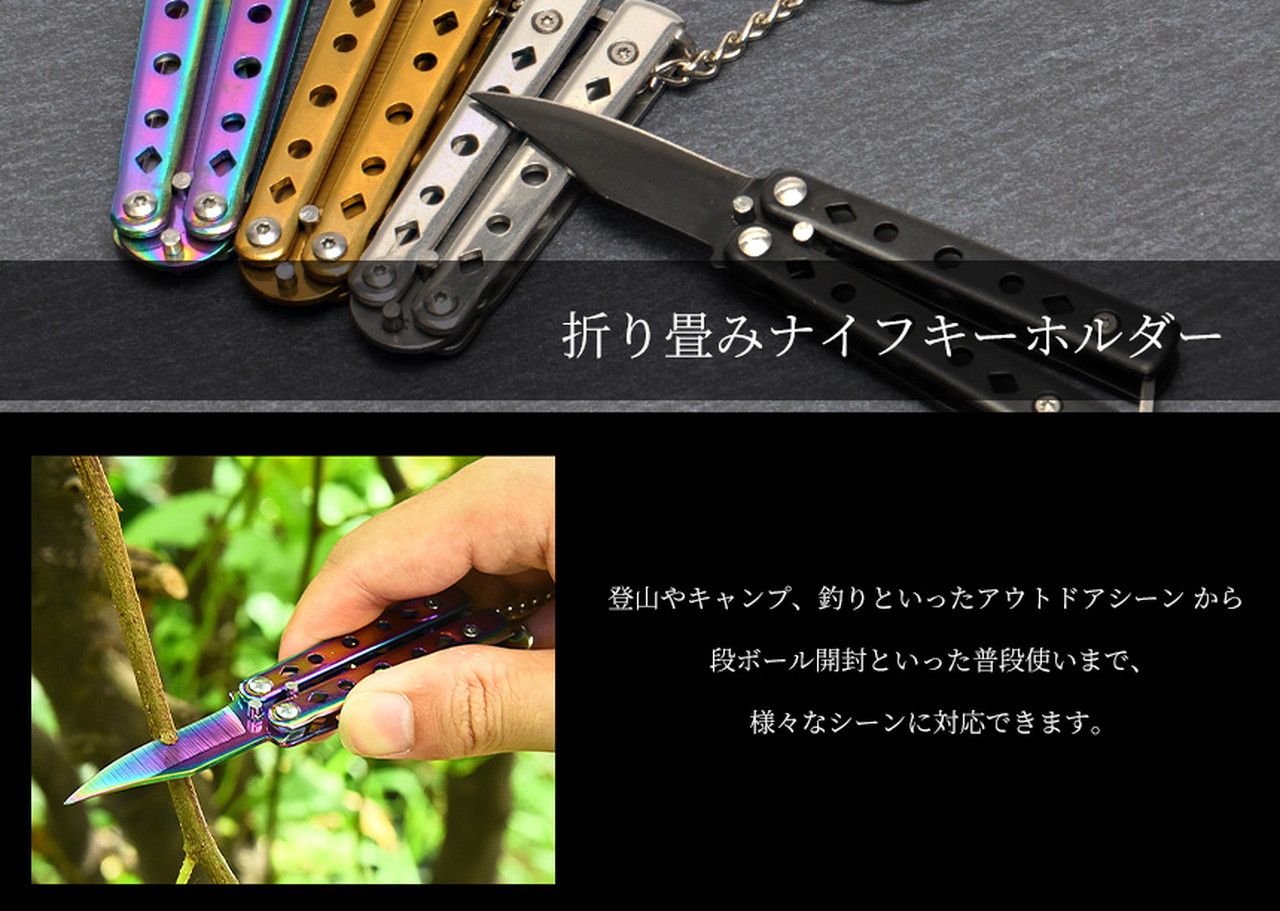 折り畳みナイフキーホルダー
登山やキャンプ、釣りといったアウトドアシーン から
段ボール開封といった普段使いまで、
様々なシーンに対応できます。